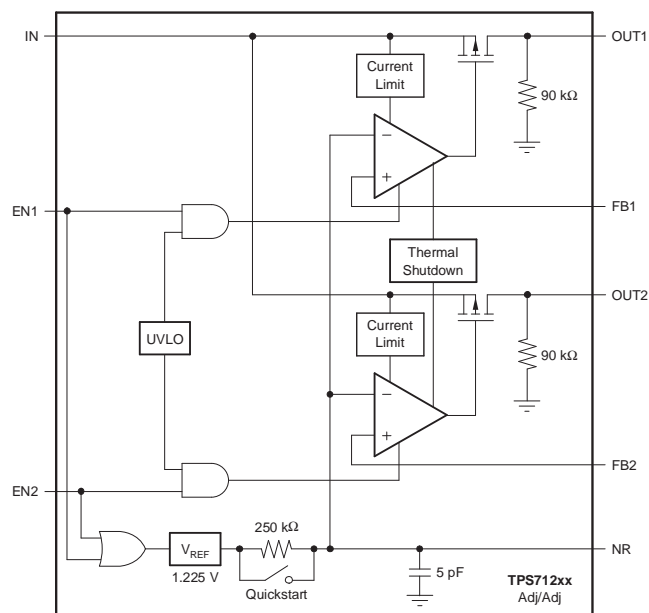 IN
OUT1
Current
Limit
90 kΩ
−
+
EN1
FB1
Thermal
Shutdown
OUT2
UVLO
Current
Limit
90 kΩ
−
+
FB2
EN2
250 kΩ
VREF
NR
1.225 V
Quickstart
5 pF
TPS712xx
Adj/Adj